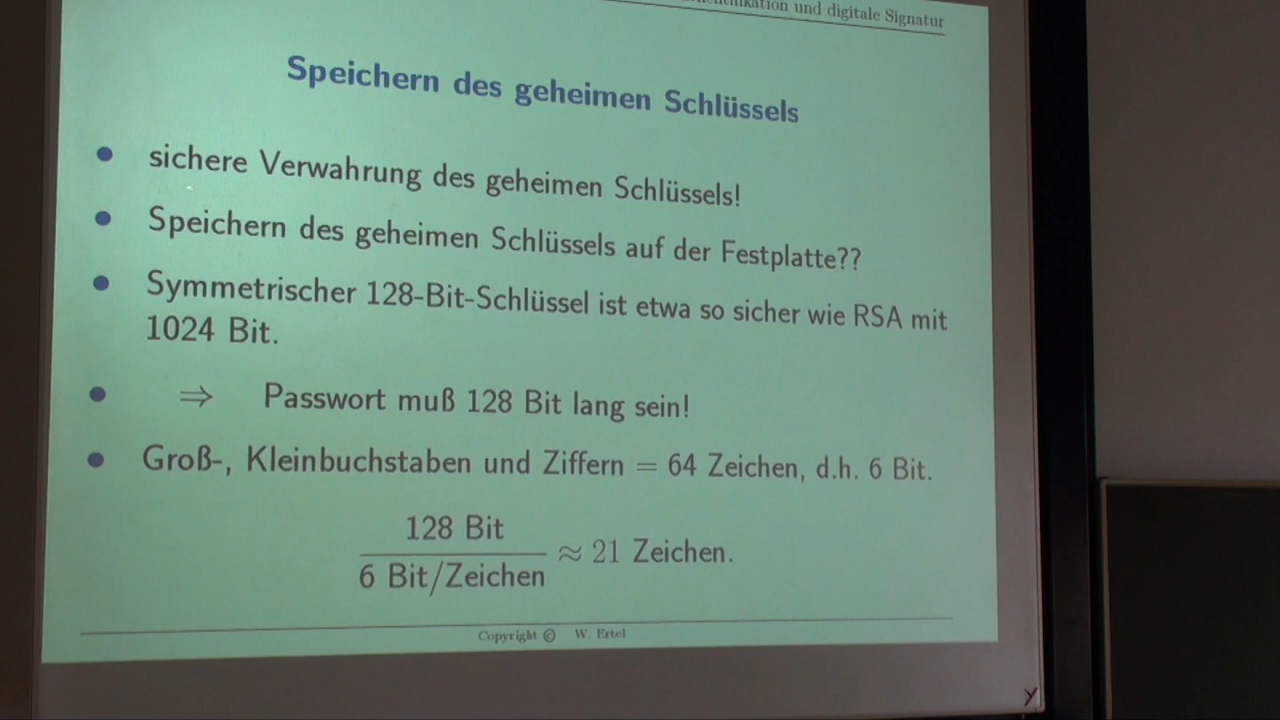 und digitale Signatur
Speichern des geheimen Schlüssels
• sichere Verwahrung des geheimen Schlüssels!
• Speichern des geheimen Schlüssels auf der Festplatte??
• Symmetrischer 128-Bit-Schlüssel ist etwa so sicher wie RSA mit
1024 Bit.
• ⇒ Passwort muß 128 Bit lang sein!
• Groß-, Kleinbuchstaben und Ziffern = 64 Zeichen, d.h. 6 Bit.
128 Bit
6 Bit/Zeichen ≈ 21 Zeichen.
Copyright © W. Ertel